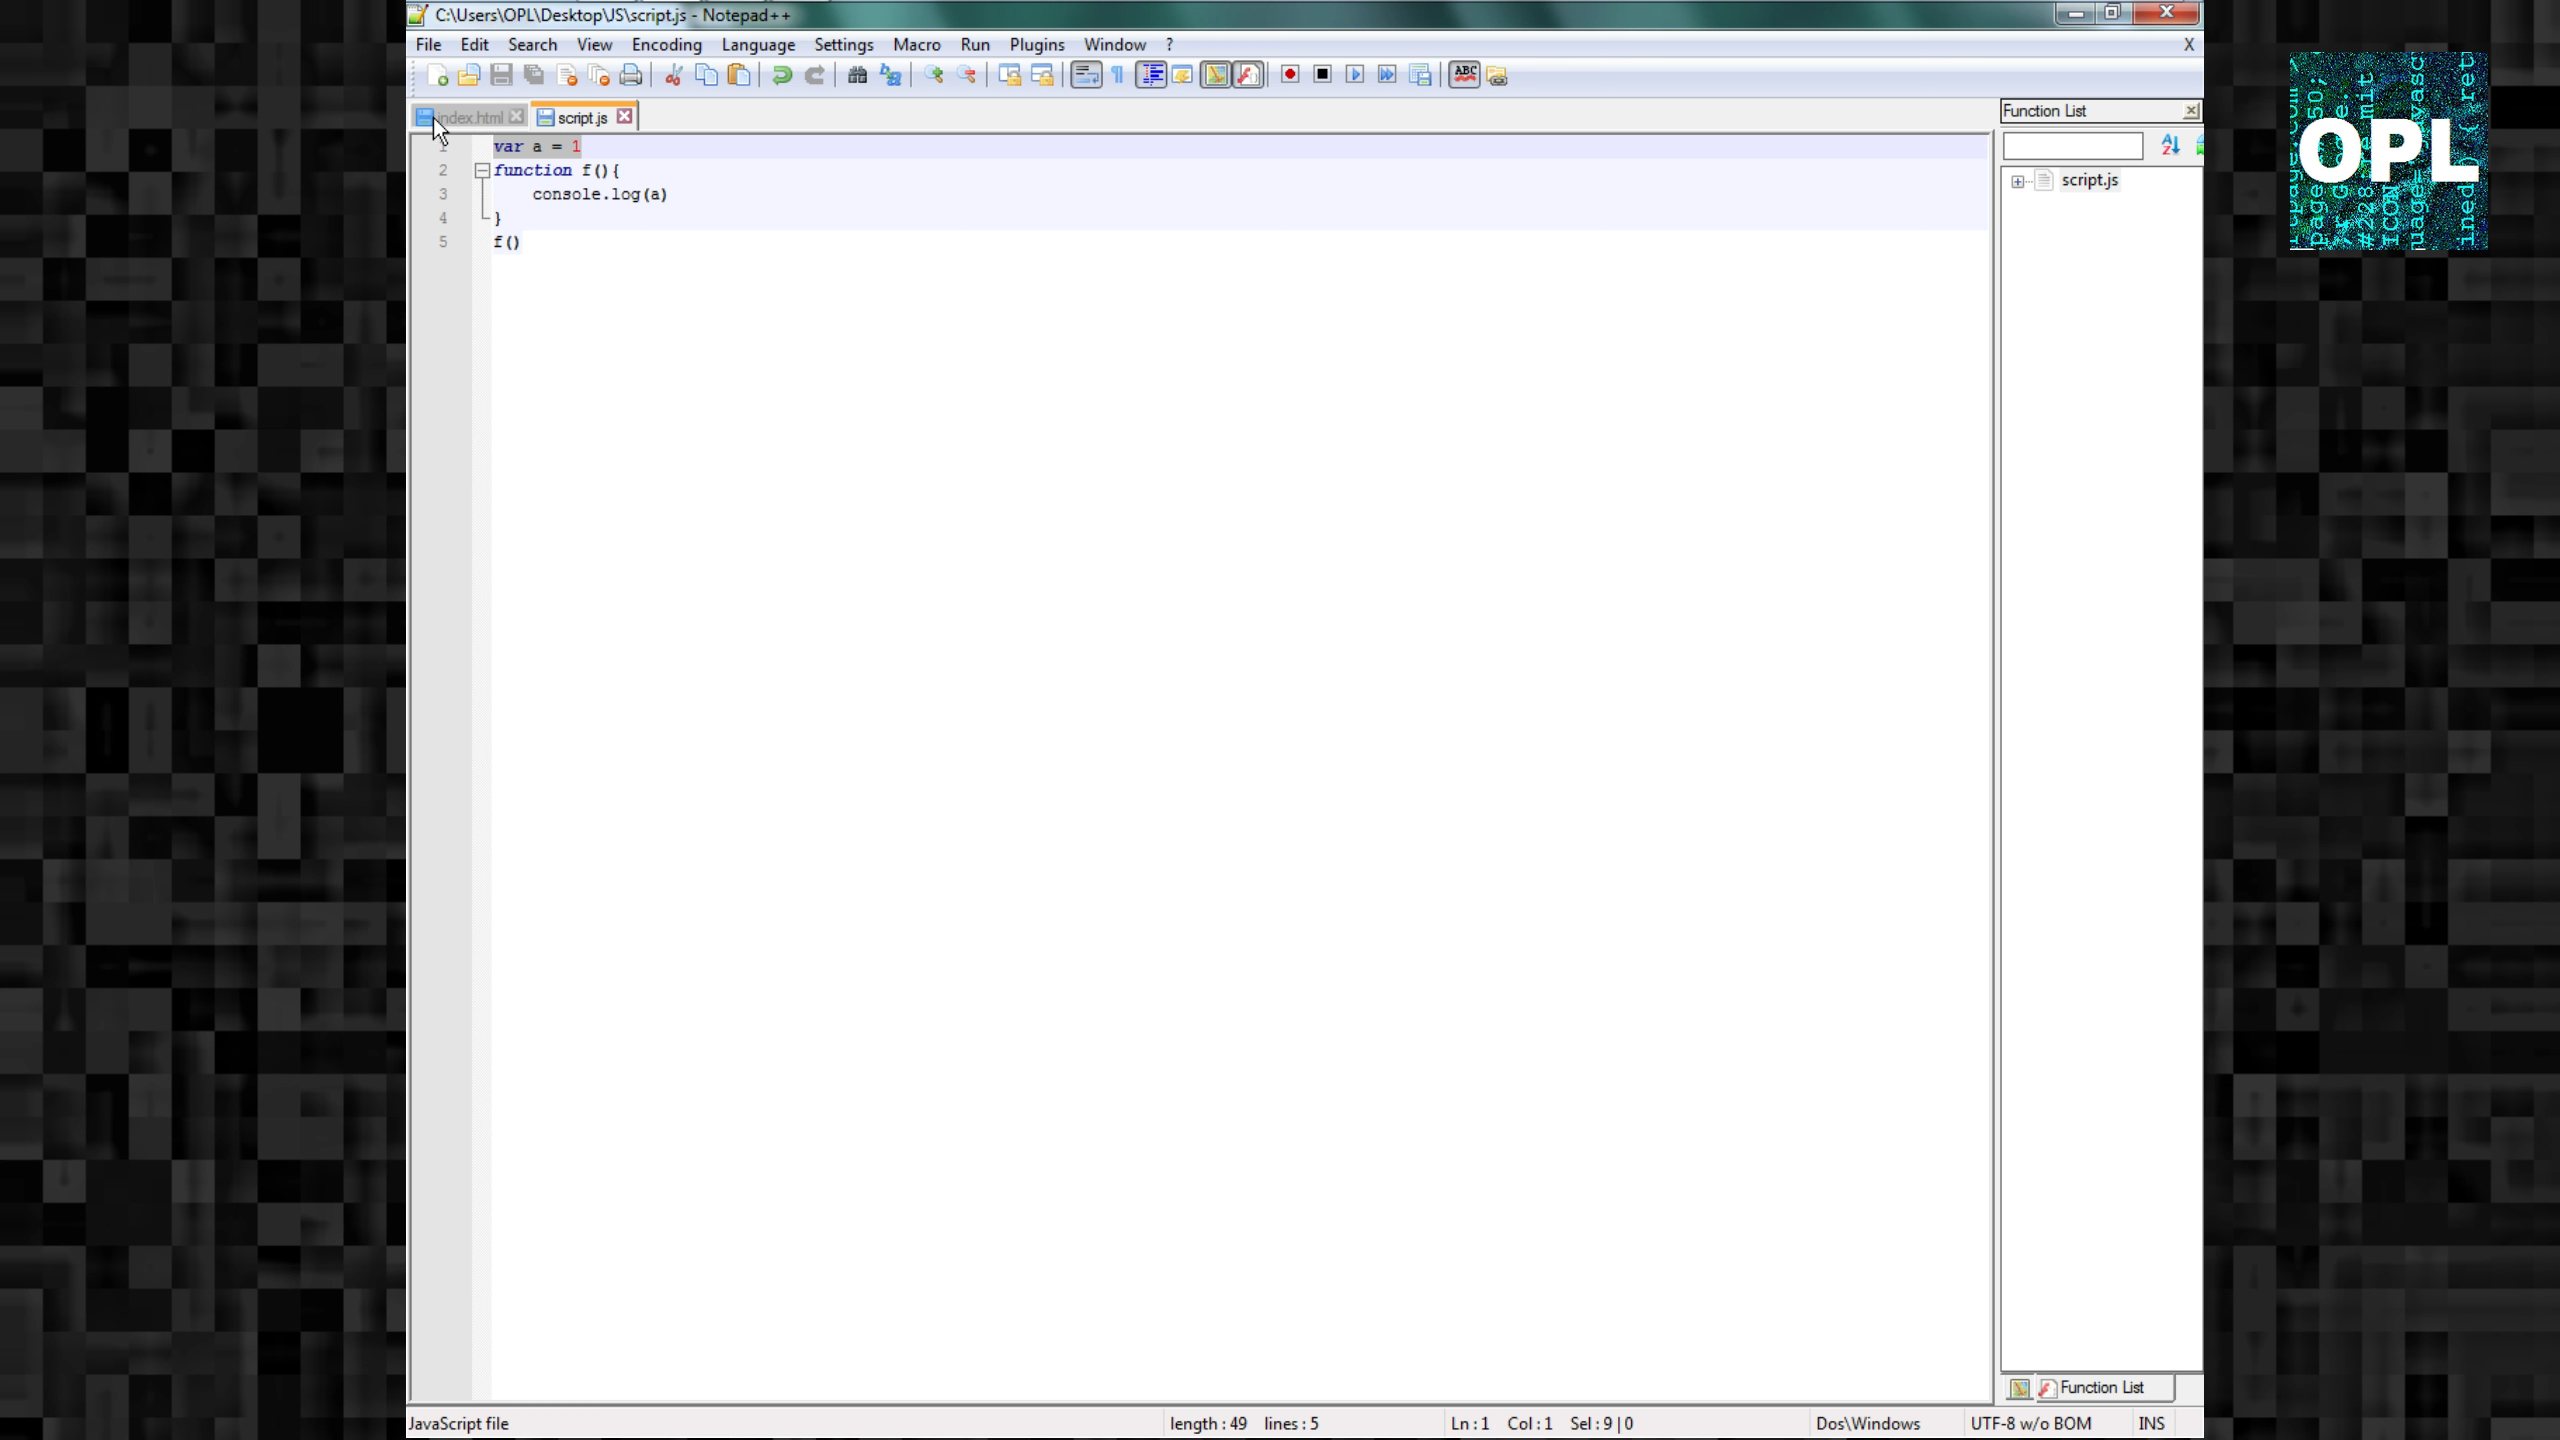 C:\Users\OPL\Desktop\JS\script.js - Notepad++
File Edit Search View Encoding Language Settings Macro Run Plugins Window ? X
ABC
index.html script.js
Function List
1 var a = 1
2 function f(){
3 console.log(a)
4 }
5 f()
script.js
OPL
Function List
JavaScript file length : 49 lines : 5 Ln : 1 Col : 1 Sel : 9 | 0 Dos\Windows UTF-8 w/o BOM INS